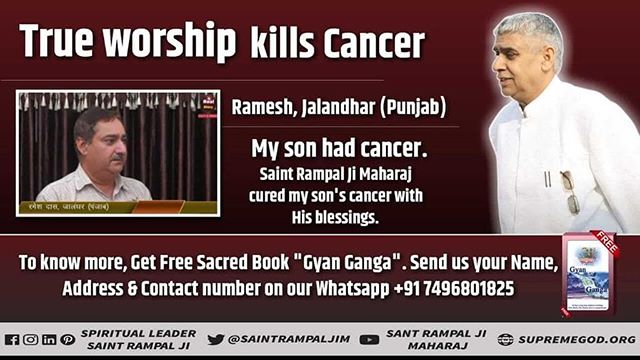 True worship kills Cancer
Ramesh, Jalandhar (Punjab)
My son had cancer.
Saint Rampal Ji Maharaj
cured my son's cancer with
His blessings.
रमेश दास, जालंधर (पंजाब)
To know more, Get Free Sacred Book "Gyan Ganga". Send us your Name,
Address & Contact number on our Whatsapp +91 7496801825
FREE
Gyan
Ganga
SPIRITUAL LEADER
SAINT RAMPAL JI
@SAINTRAMPALJIM
SANT RAMPAL JI
MAHARAJ
SUPREMEGOD.ORG